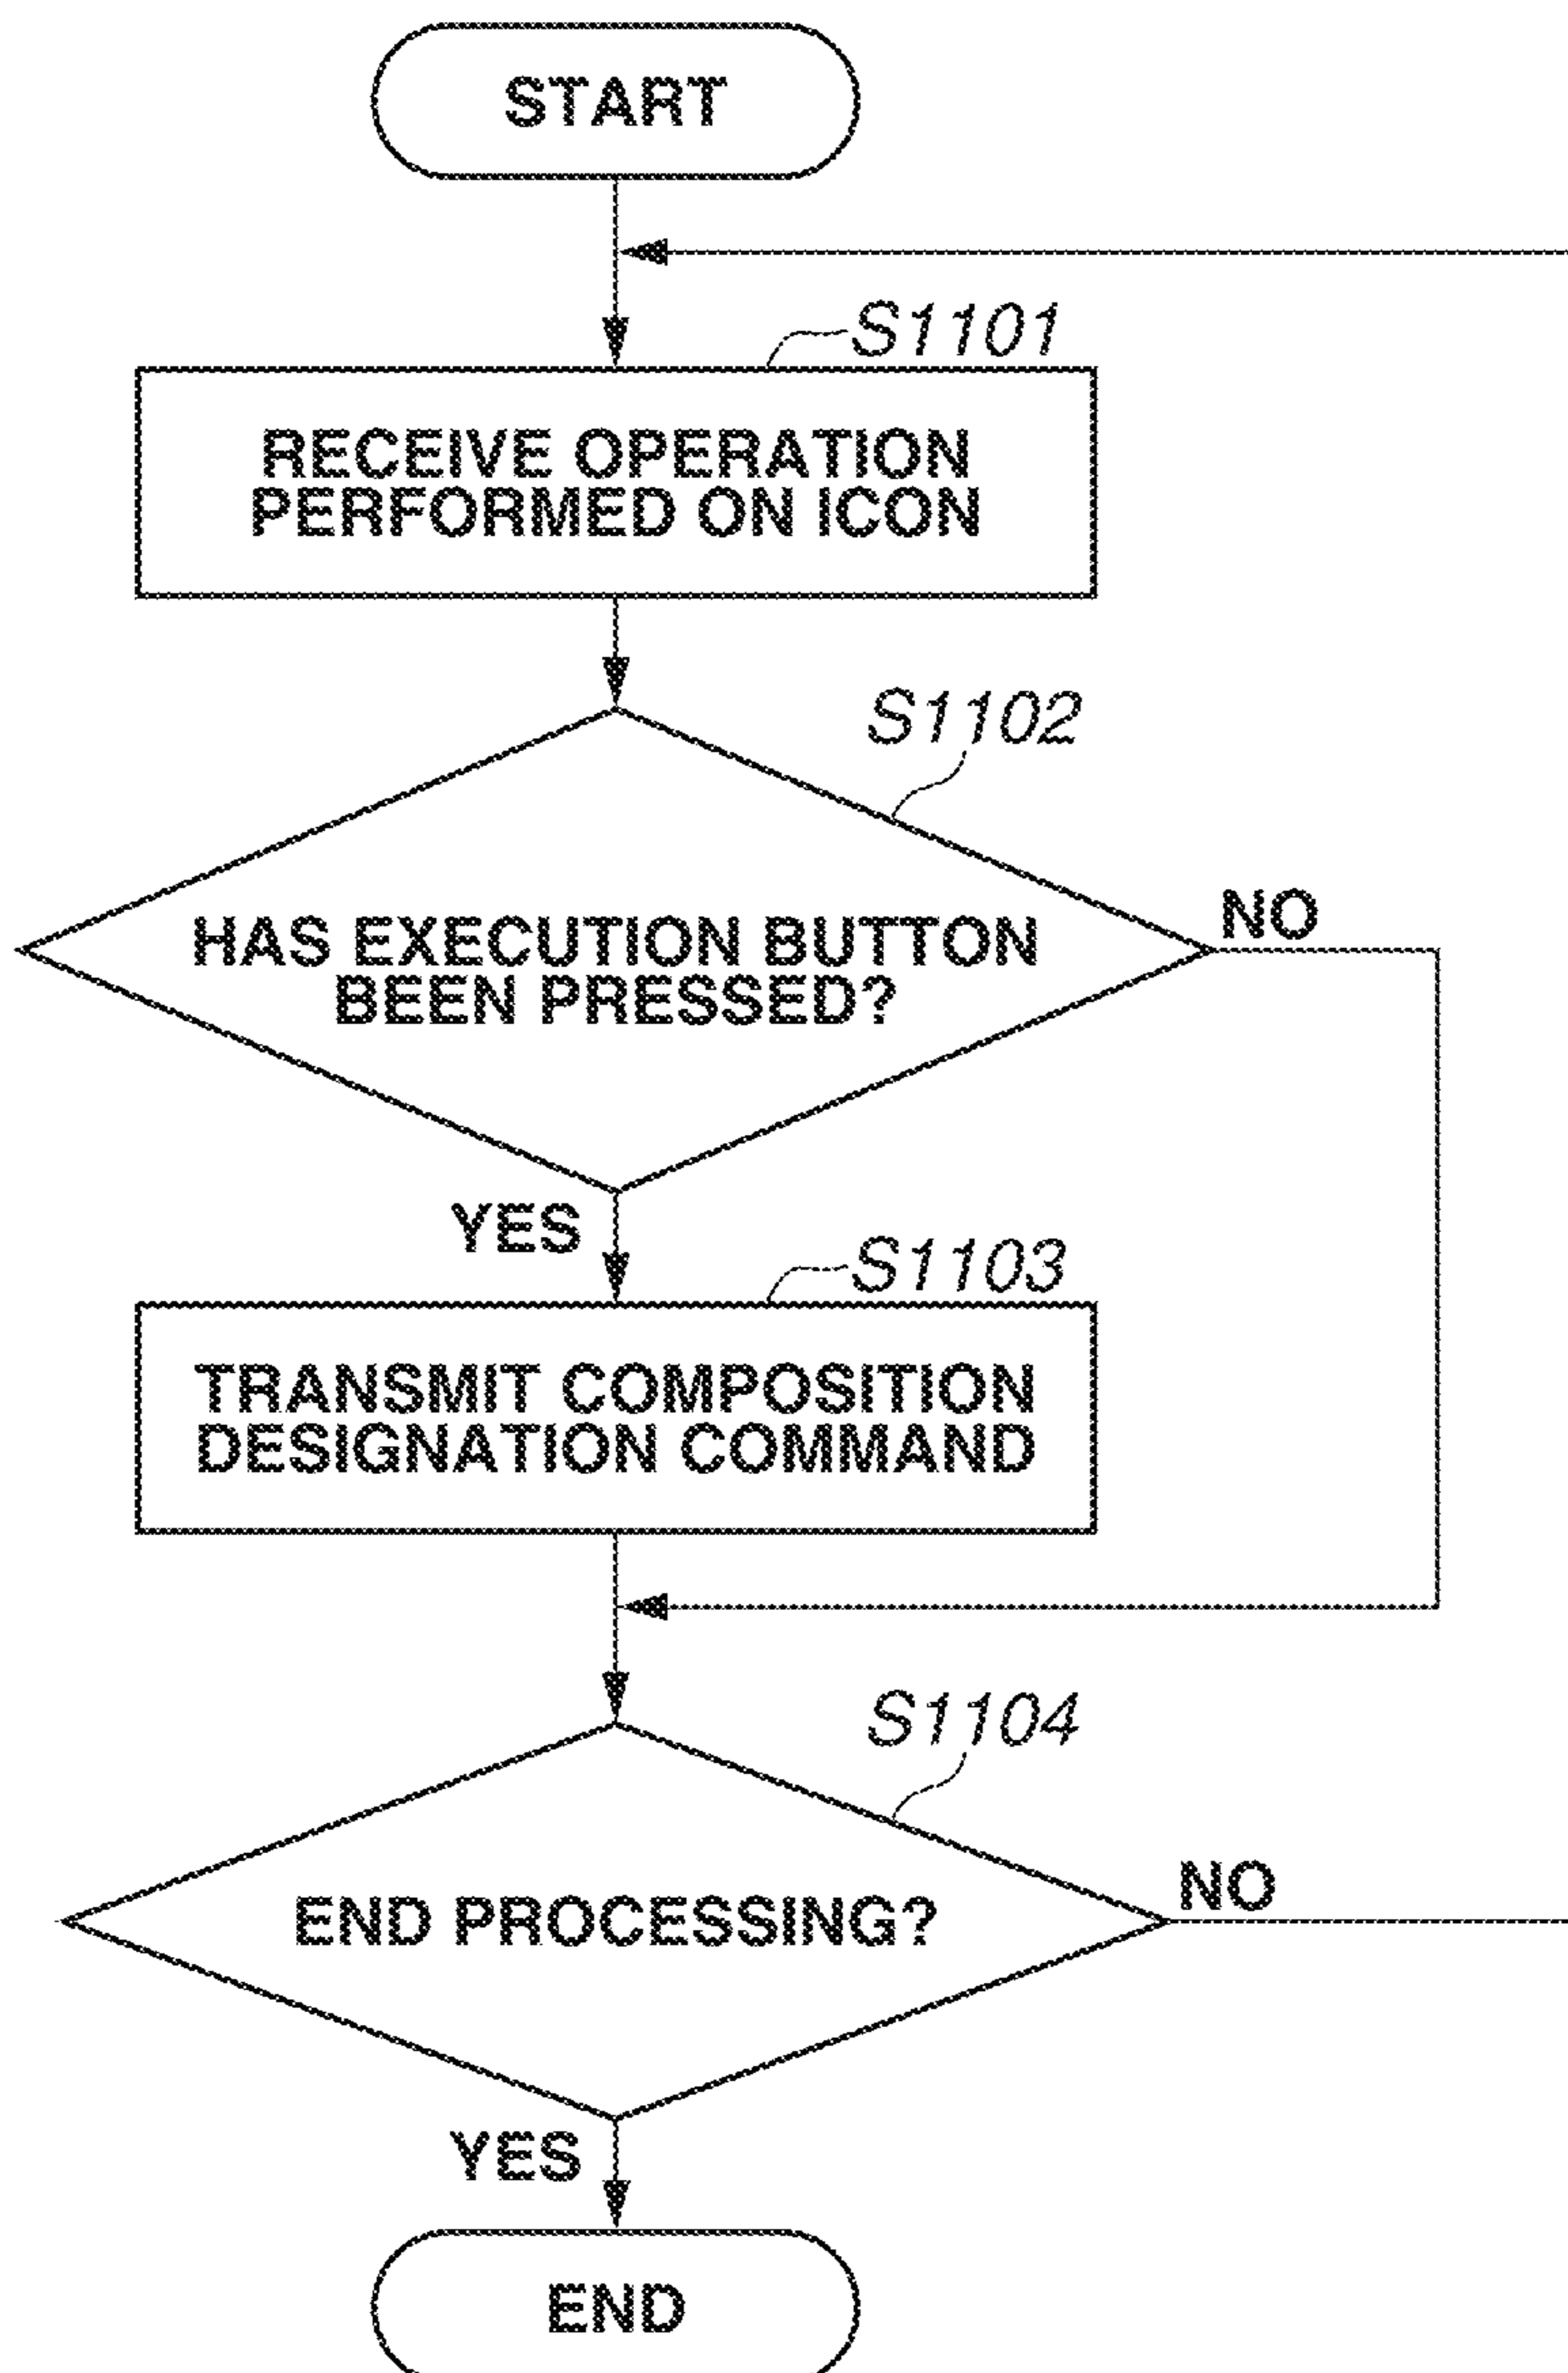 START
S1101
RECEIVE OPERATION
PERFORMED ON ICON
S1102
HAS EXECUTION BUTTON
BEEN PRESSED?
NO
YES
S1103
TRANSMIT COMPOSITION
DESIGNATION COMMAND
S1104
END PROCESSING?
NO
YES
END